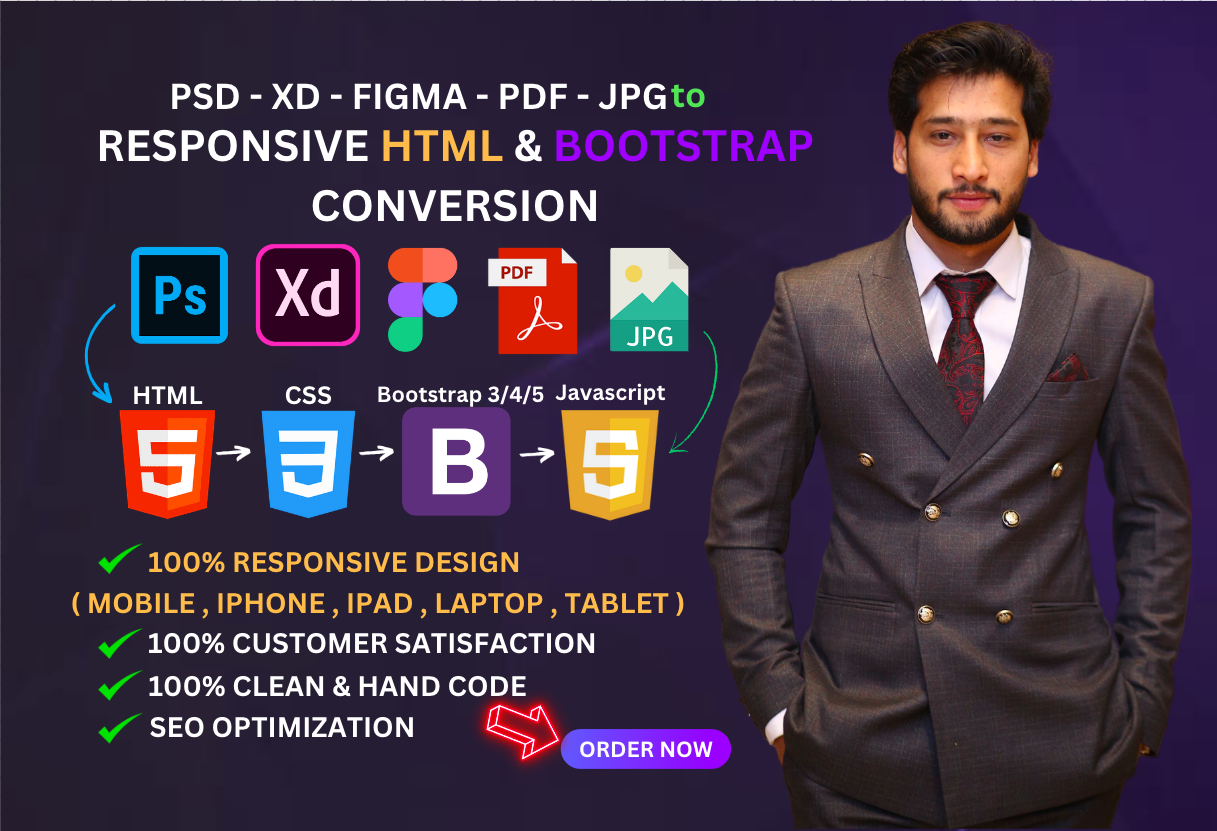 PSD - XD - FIGMA - PDF - JPG to
RESPONSIVE HTML & BOOTSTRAP
CONVERSION
Ps
Xd
PDF
JPG
HTML
CSS
Bootstrap 3/4/5
Javascript
B
100% RESPONSIVE DESIGN
( MOBILE , IPHONE , IPAD , LAPTOP , TABLET )
100% CUSTOMER SATISFACTION
100% CLEAN & HAND CODE
SEO OPTIMIZATION
ORDER NOW